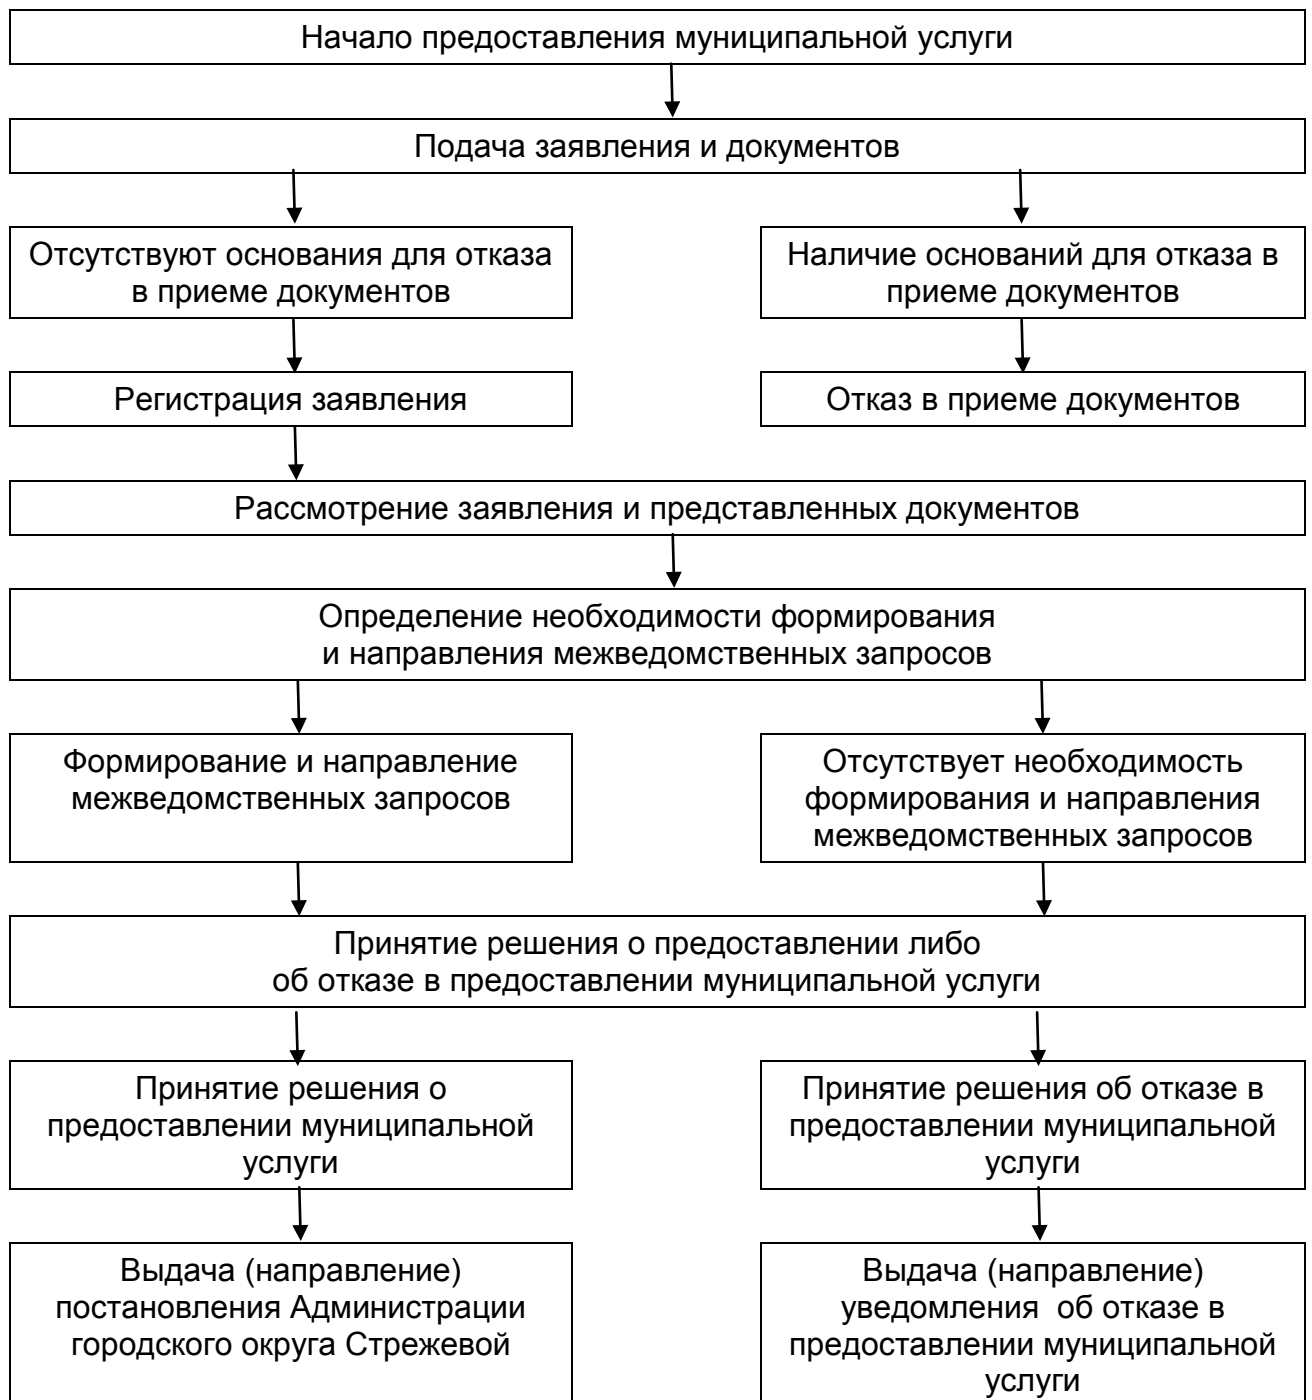 Начало предоставления муниципальной услуги
Подача заявления и документов
Отсутствуют основания для отказа
в приеме документов
Наличие оснований для отказа в
приеме документов
Регистрация заявления
Отказ в приеме документов
Рассмотрение заявления и представленных документов
Определение необходимости формирования
и направления межведомственных запросов
Формирование и направление
межведомственных запросов
Отсутствует необходимость
формирования и направления
межведомственных запросов
Принятие решения о предоставлении либо
об отказе в предоставлении муниципальной услуги
Принятие решения о
предоставлении муниципальной
услуги
Принятие решения об отказе в
предоставлении муниципальной
услуги
Выдача (направление)
постановления Администрации
городского округа Стрежевой
Выдача (направление)
уведомления  об отказе в
предоставлении муниципальной
услуги